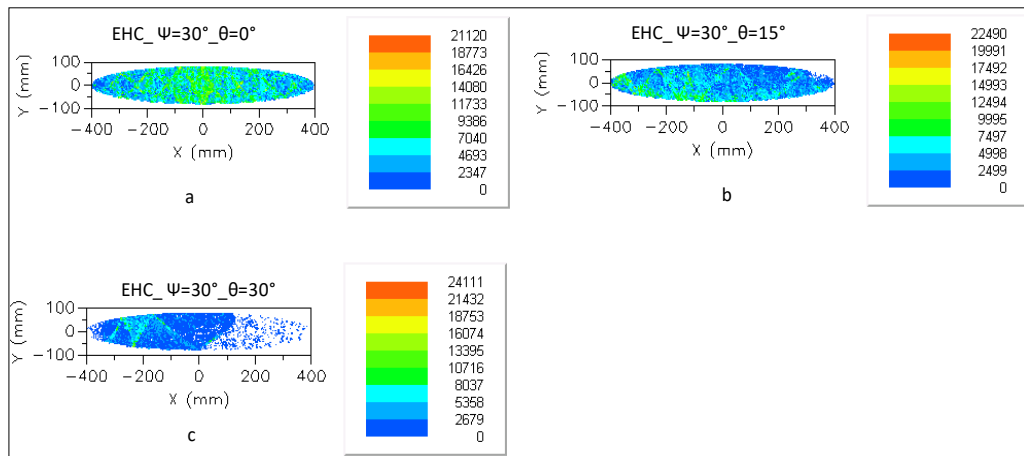 EHC_ Ψ=30°_θ=0°
Y (mm)
100
0
−100
−400 −200 0 200 400
X (mm)
a
21120
18773
16426
14080
11733
9386
7040
4693
2347
0
EHC_ Ψ=30°_θ=15°
Y (mm)
100
0
−100
−400 −200 0 200 400
X (mm)
b
22490
19991
17492
14993
12494
9995
7497
4998
2499
0
EHC_ Ψ=30°_θ=30°
Y (mm)
100
0
−100
−400 −200 0 200 400
X (mm)
c
24111
21432
18753
16074
13395
10716
8037
5358
2679
0